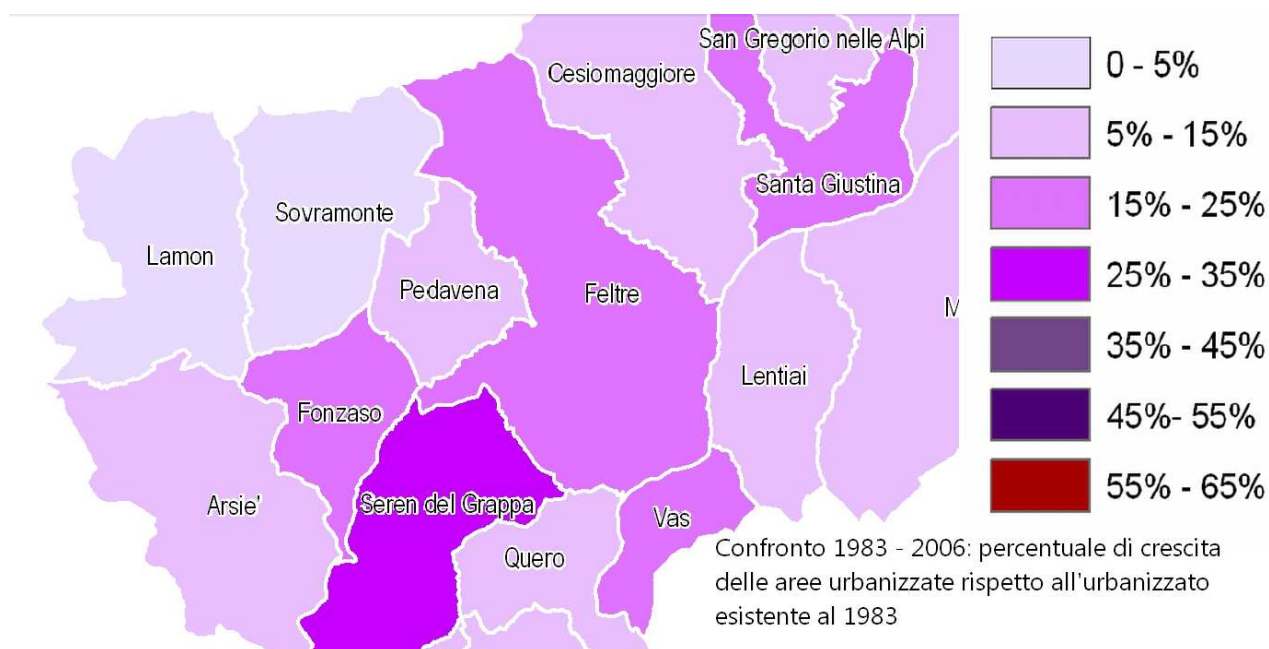 San Gregorio nelle Alpi
Cesiomaggiore
Santa Giustina
Sovramonte
Lamon
Pedavena
Feltre
M
Lentiai
Fonzaso
Arsie'
Seren del Grappa
Vas
Quero
0 - 5%
5% - 15%
15% - 25%
25% - 35%
35% - 45%
45%- 55%
55% - 65%
Confronto 1983 - 2006: percentuale di crescita
delle aree urbanizzate rispetto all'urbanizzato
esistente al 1983